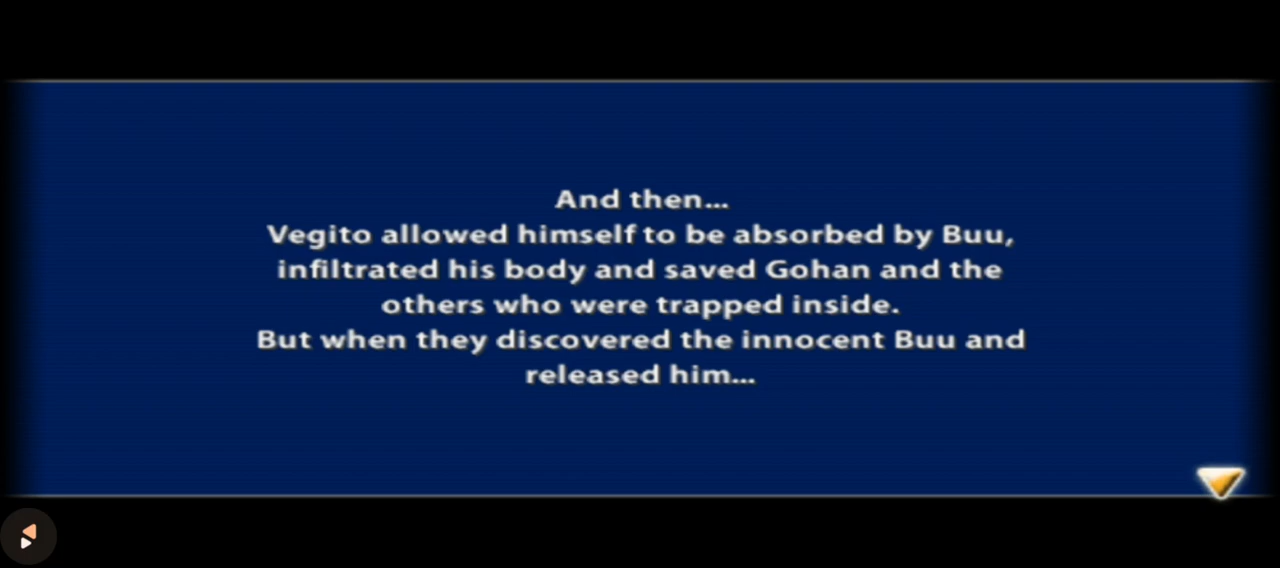 And then...
Vegito allowed himself to be absorbed by Buu,
infiltrated his body and saved Gohan and the
others who were trapped inside.
But when they discovered the innocent Buu and
released him...